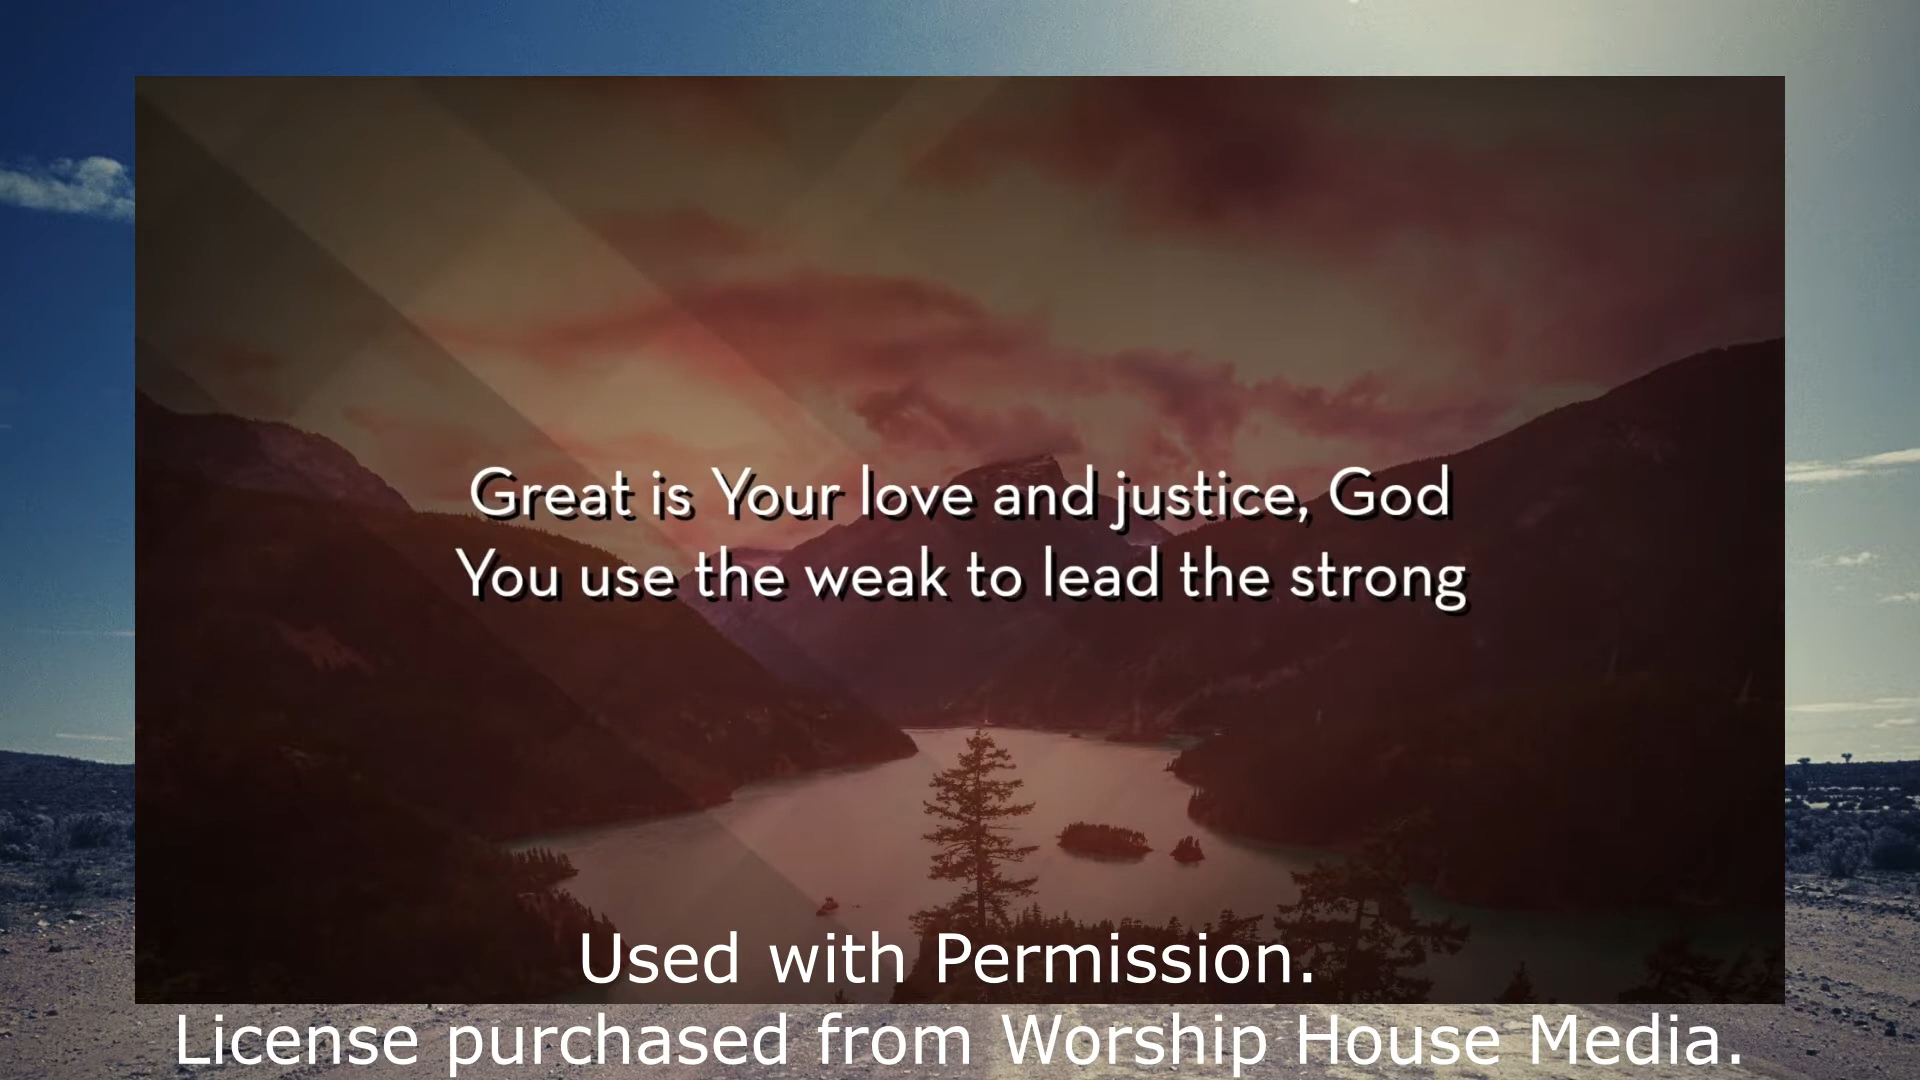 Great is Your love and justice, God
You use the weak to lead the strong
Used with Permission.
License purchased from Worship House Media.